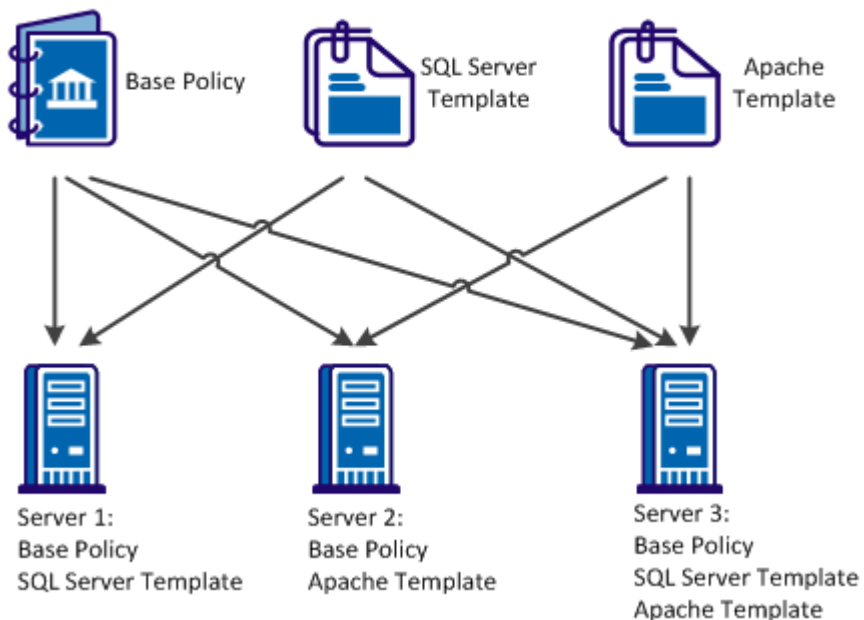 Base Policy
SQL Server
Template
Apache
Template
Server 1:
Base Policy
SQL Server Template
Server 2:
Base Policy
Apache Template
Server 3:
Base Policy
SQL Server Template
Apache Template